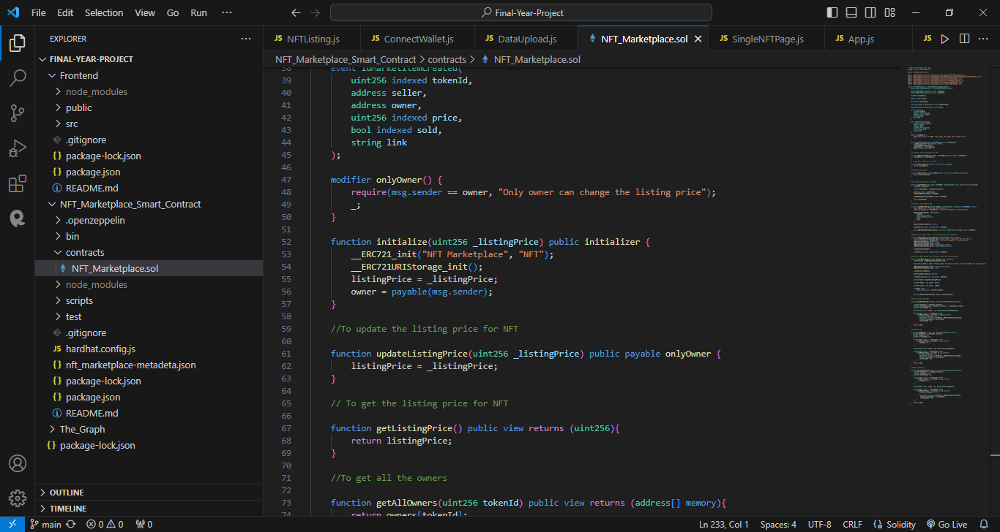 File Edit Selection View Go Run ···
Final-Year-Project
EXPLORER
FINAL-YEAR-PROJECT
Frontend
node_modules
public
src
.gitignore
package-lock.json
package.json
README.md
NFT_Marketplace_Smart_Contract
.openzeppelin
bin
contracts
NFT_Marketplace.sol
node_modules
scripts
test
.gitignore
JS hardhat.config.js
{} nft_marketplace-metadeta.json
{} package-lock.json
{} package.json
README.md
The_Graph
{} package-lock.json
OUTLINE
TIMELINE
JS NFTListing.js
JS ConnectWallet.js
JS DataUpload.js
NFT_Marketplace.sol
JS SingleNFTPage.js
JS App.js
JS
NFT_Marketplace_Smart_Contract > contracts > NFT_Marketplace.sol
38 event idMarketItemCreated(
39 uint256 indexed tokenId,
40 address seller,
41 address owner,
42 uint256 indexed price,
43 bool indexed sold,
44 string link
45 );
46
47 modifier onlyOwner() {
48 require(msg.sender == owner, "Only owner can change the listing price");
49 _;
50 }
51
52 function initialize(uint256 _listingPrice) public initializer {
53 __ERC721_init("NFT Marketplace", "NFT");
54 __ERC721URIStorage_init();
55 listingPrice = _listingPrice;
56 owner = payable(msg.sender);
57 }
58
59 //To update the listing price for NFT
60
61 function updateListingPrice(uint256 _listingPrice) public payable onlyOwner {
62 listingPrice = _listingPrice;
63 }
64
65 // To get the listing price for NFT
66
67 function getListingPrice() public view returns (uint256){
68 return listingPrice;
69 }
70
71 //To get all the owners
72
73 function getAllOwners(uint256 tokenId) public view returns (address[] memory){
74 return owners[tokenId];
main 0 0 0
Ln 233, Col 1 Spaces: 4 UTF-8 CRLF Solidity Go Live